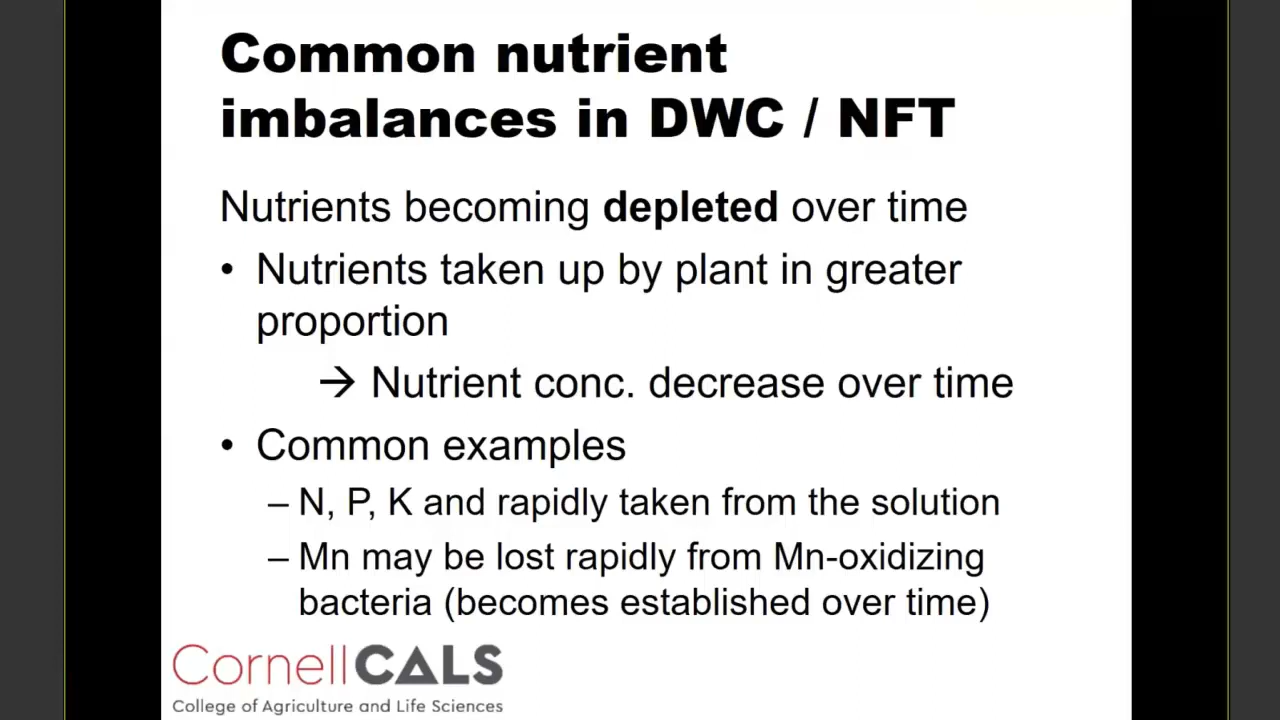 Common nutrient
imbalances in DWC / NFT
Nutrients becoming depleted over time
• Nutrients taken up by plant in greater
proportion
→ Nutrient conc. decrease over time
• Common examples
– N, P, K and rapidly taken from the solution
– Mn may be lost rapidly from Mn-oxidizing
bacteria (becomes established over time)
CornellCALS
College of Agriculture and Life Sciences